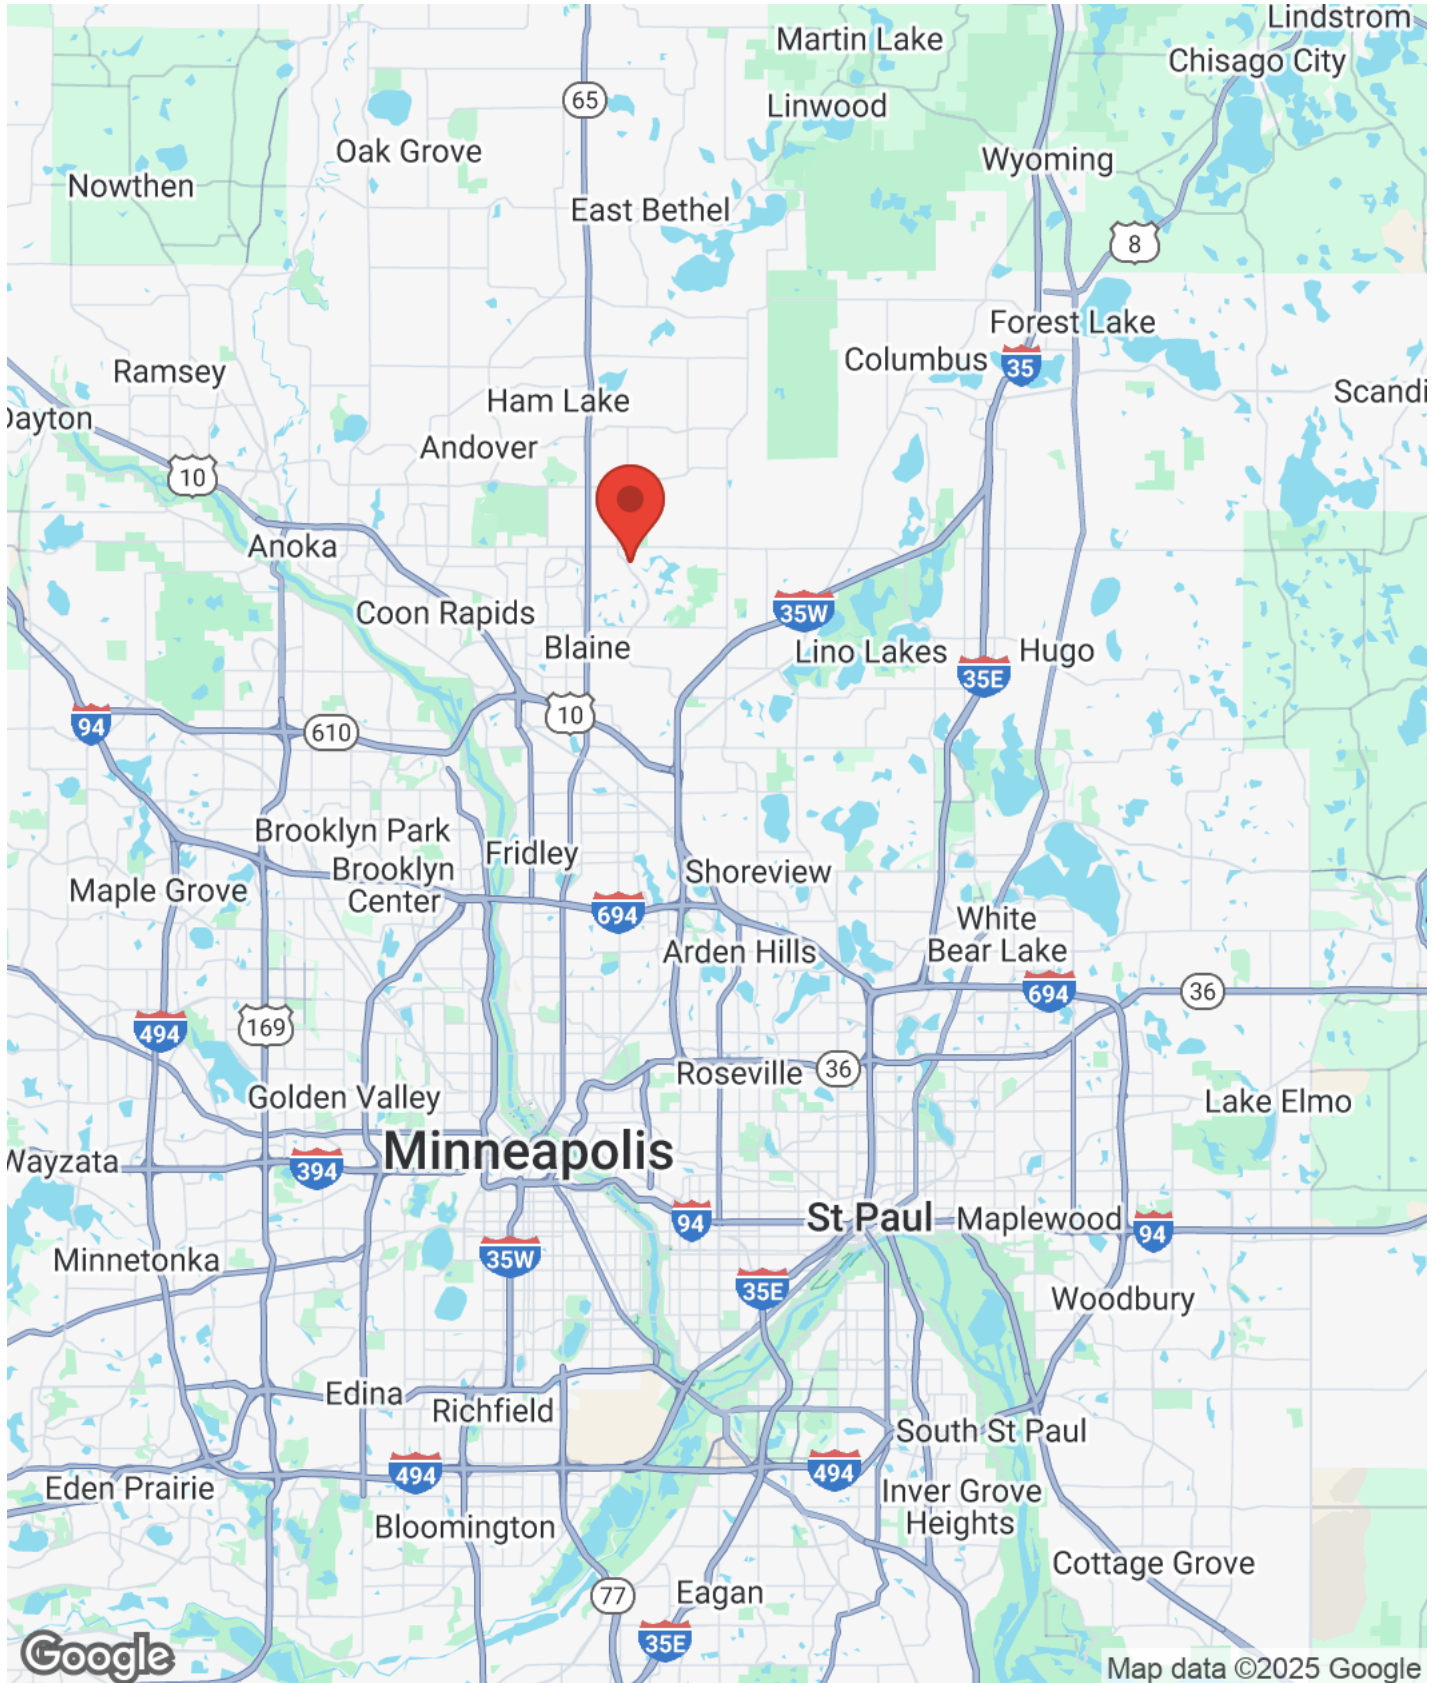 Lindstrom
Martin Lake
Chisago City
65
Linwood
Oak Grove
Wyoming
Nowthen
East Bethel
8
Forest Lake
Columbus
35
Ramsey
Scandi
Ham Lake
Dayton
Andover
10
Anoka
Coon Rapids
35W
Blaine
Lino Lakes
Hugo
35E
10
94
610
Brooklyn Park
Fridley
Brooklyn
Center
Shoreview
Maple Grove
694
White
Bear Lake
Arden Hills
694
36
169
494
Roseville
36
Golden Valley
Lake Elmo
Minneapolis
Wayzata
394
94
St Paul
Maplewood
94
35W
Minnetonka
35E
Woodbury
Edina
Richfield
South St Paul
494
494
Eden Prairie
Inver Grove
Heights
Bloomington
Cottage Grove
77
Eagan
35E
Google
Map data ©2025 Google